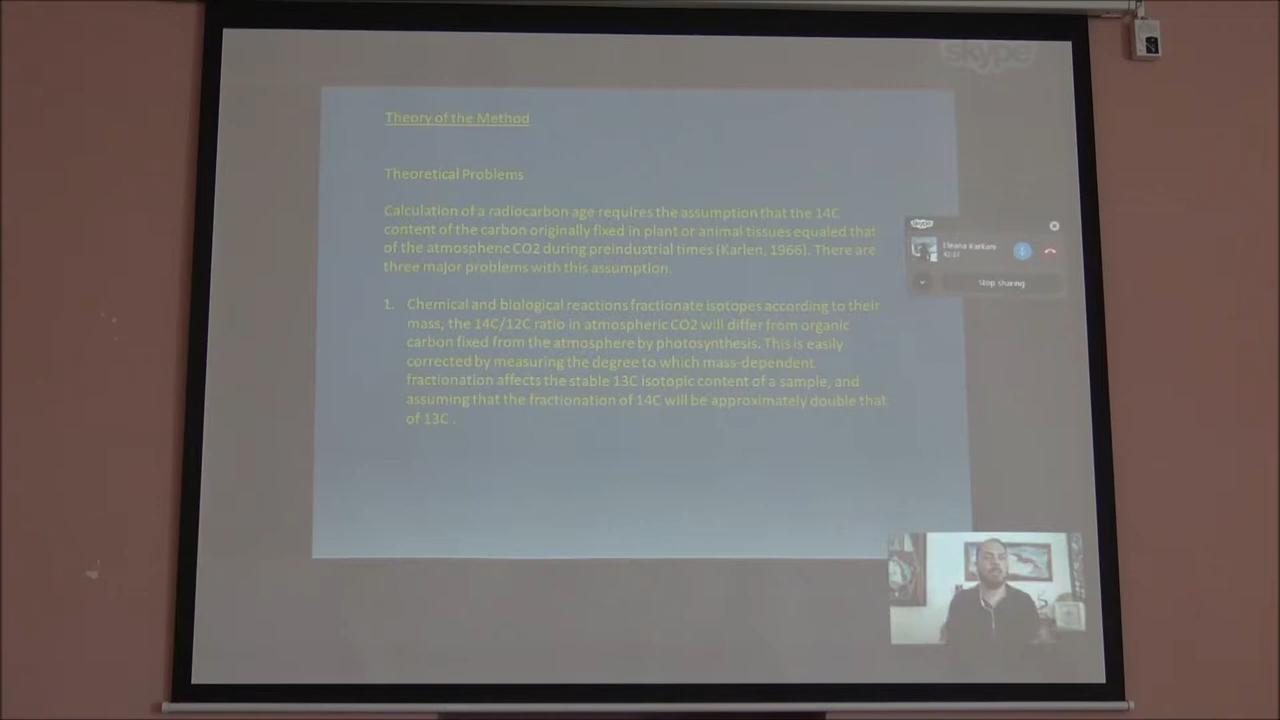 skype
Theory of the Method
Theoretical Problems
Calculation of a radiocarbon age requires the assumption that the 14C
content of the carbon originally fixed in plant or animal tissues equaled that
of the atmospheric CO2 during preindustrial times (Karlen, 1966). There are
three major problems with this assumption.
1. Chemical and biological reactions fractionate isotopes according to their
mass, the 14C/12C ratio in atmospheric CO2 will differ from organic
carbon fixed from the atmosphere by photosynthesis. This is easily
corrected by measuring the degree to which mass-dependent
fractionation affects the stable 13C isotopic content of a sample, and
assuming that the fractionation of 14C will be approximately double that
of 13C .
skype
Stop sharing